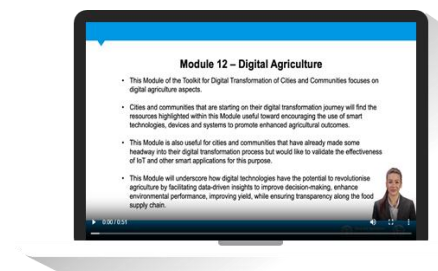 Module 12 – Digital Agriculture
• This Module of the Toolkit for Digital Transformation of Cities and Communities focuses on
digital agriculture aspects.
• Cities and communities that are starting on their digital transformation journey will find the
resources highlighted within this Module useful toward encouraging the use of smart
technologies, devices and systems to promote enhanced agricultural outcomes.
• This Module is also useful for cities and communities that have already made some
headway into their digital transformation process but would like to validate the effectiveness
of IoT and other smart applications for this purpose.
• This Module will underscore how digital technologies have the potential to revolutionise
agriculture by facilitating data-driven insights to improve decision-making, enhance
environmental performance, improving yield, while ensuring transparency along the food
supply chain.
0:00 / 0:51